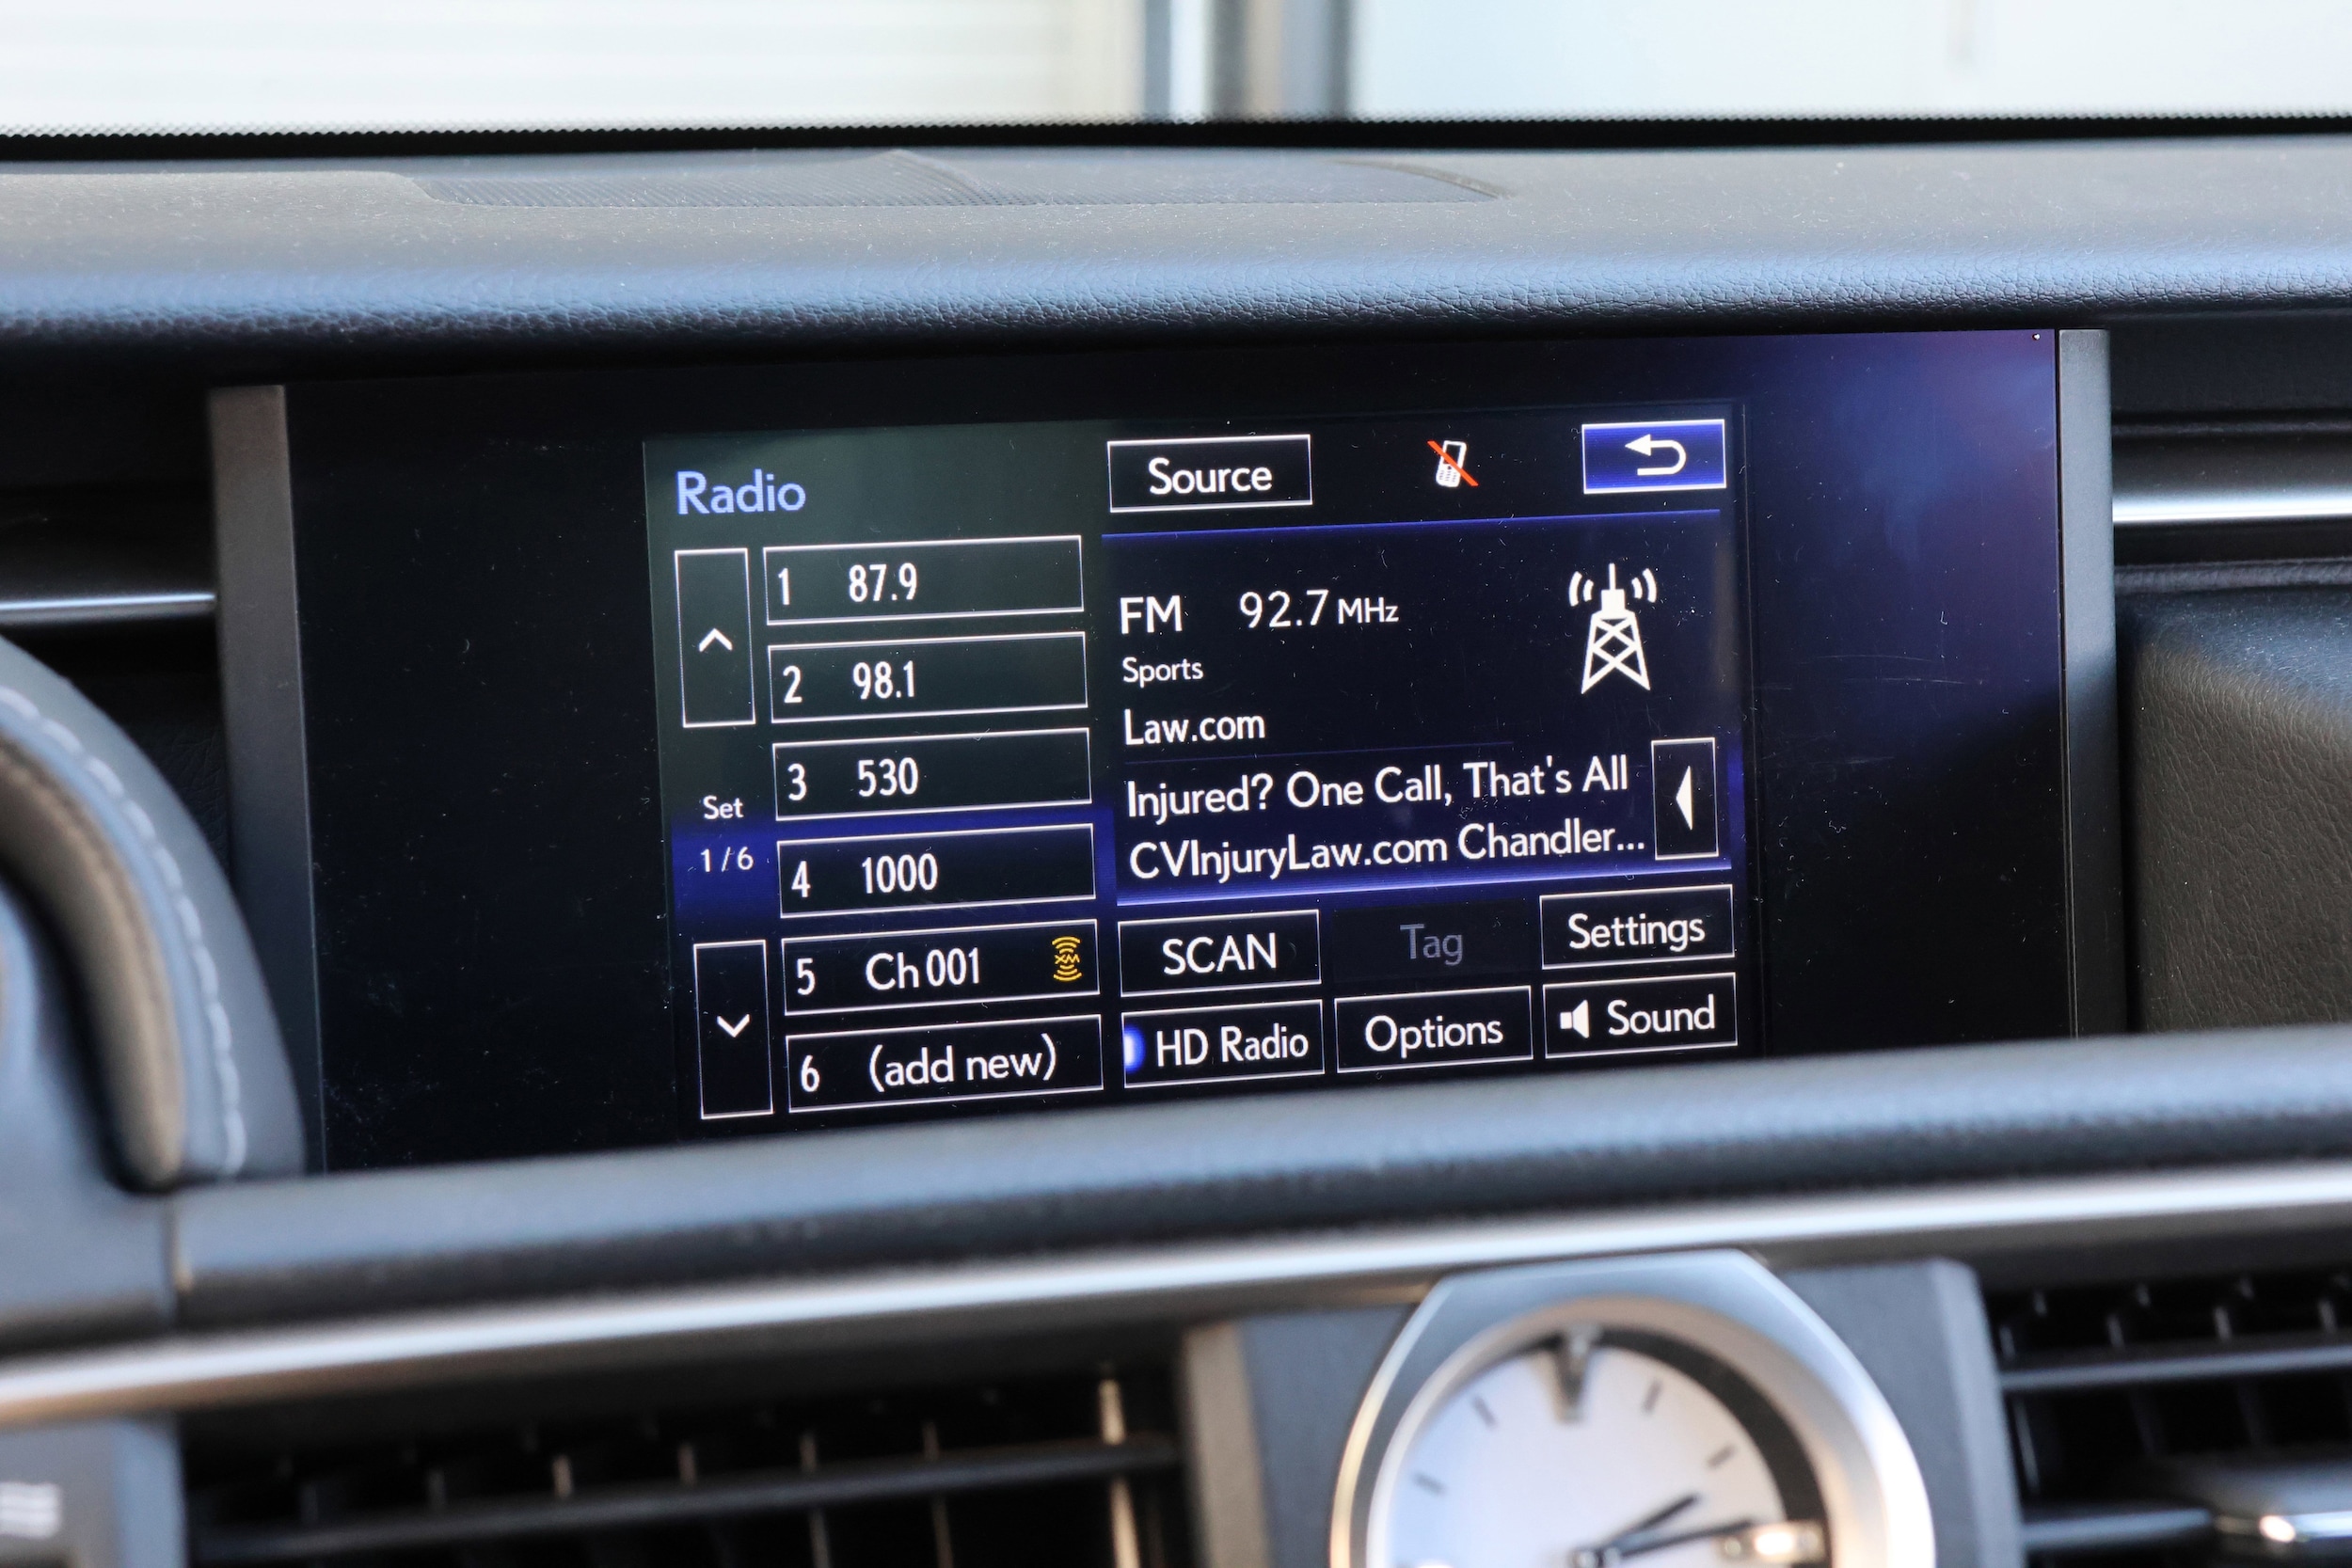 Radio
Source
1 87.9
2 98.1
3 530
4 1000
5 Ch 001 XM
6 (add new)
Set
1/6
FM 92.7 MHz
Sports
Law.com
Injured? One Call, That's All
CVInjuryLaw.com Chandler...
SCAN
Tag
Settings
HD Radio
Options
Sound